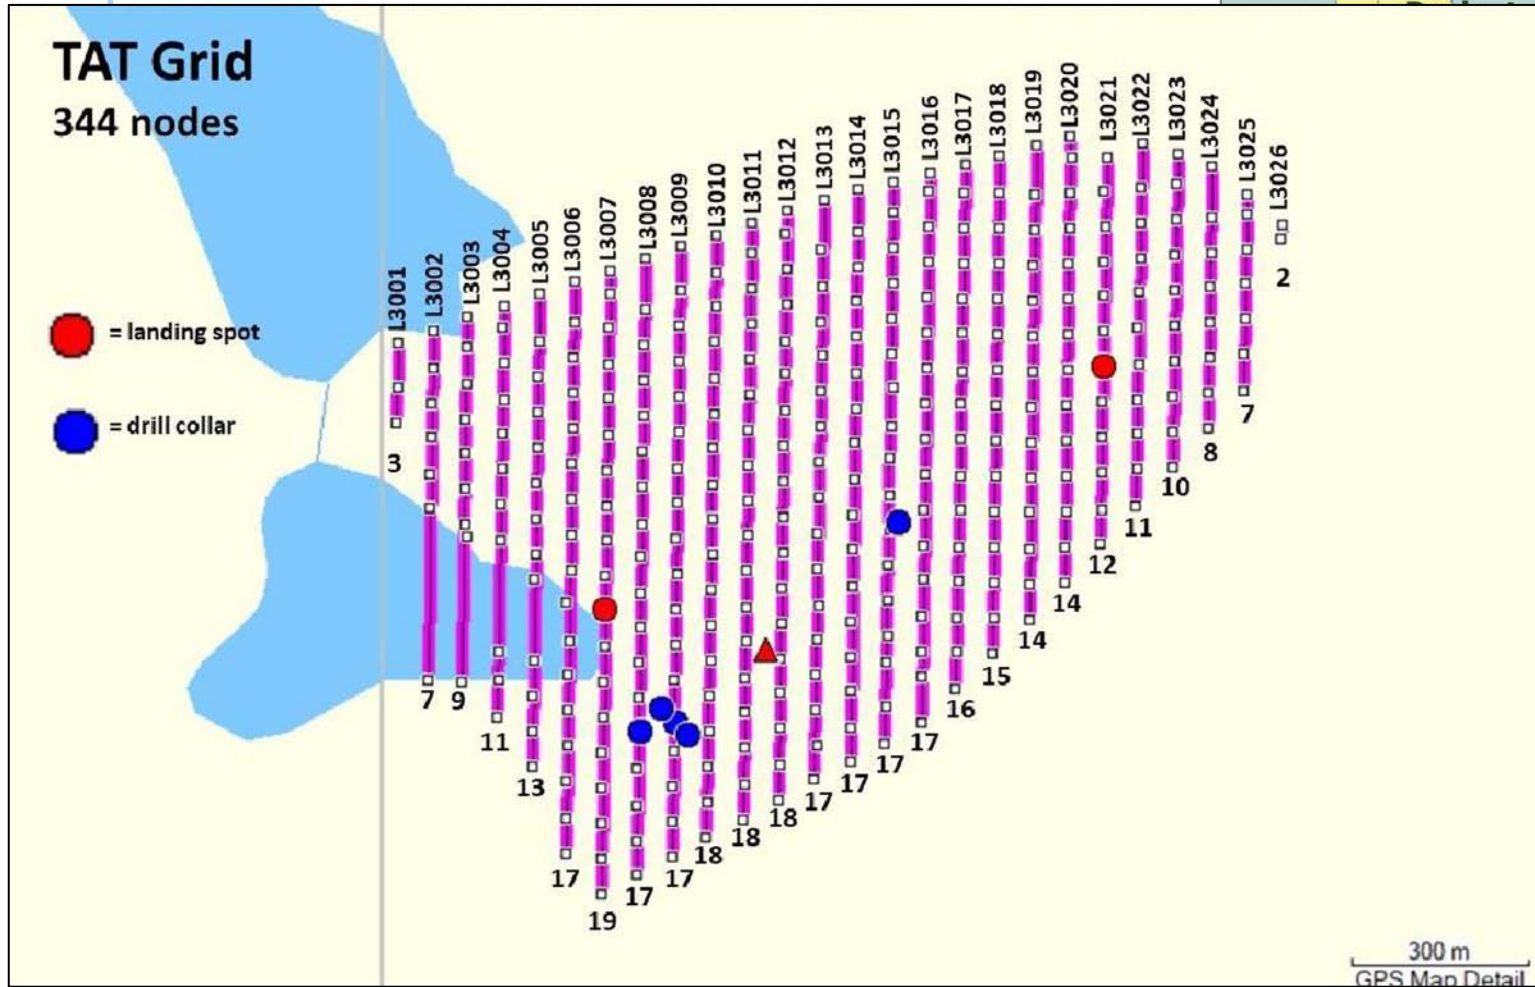 TAT Grid
344 nodes
= landing spot
= drill collar
L3001
L3002
L3003
L3004
L3005
L3006
L3007
L3008
L3009
L3010
L3011
L3012
L3013
L3014
L3015
L3016
L3017
L3018
L3019
L3020
L3021
L3022
L3023
L3024
L3025
L3026
3
7
9
11
13
17
19
17
17
18
18
18
17
17
17
17
16
15
14
14
12
11
10
8
7
2
300 m
GPS Map Detail